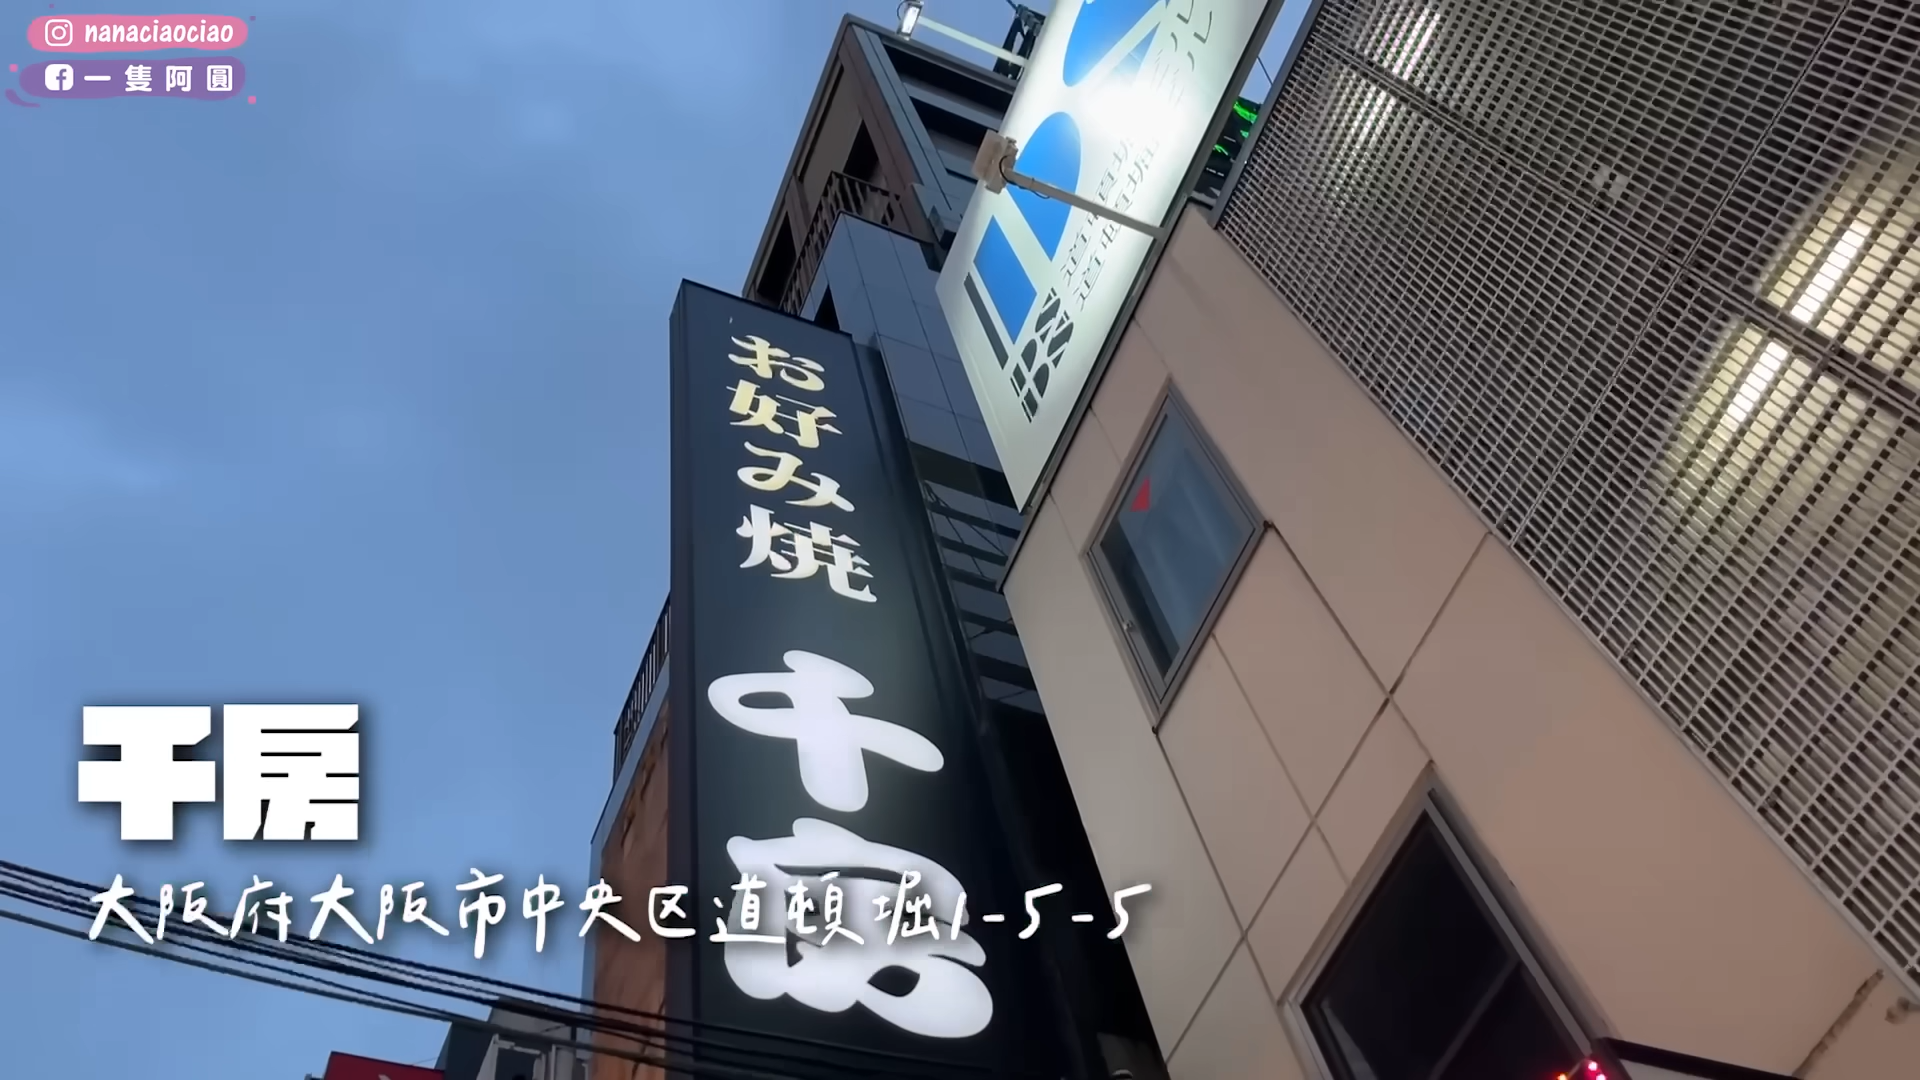 nanaciaociao
一隻阿圓
お好み焼
千房
千房
大阪府大阪市中央区道頓堀1-5-5